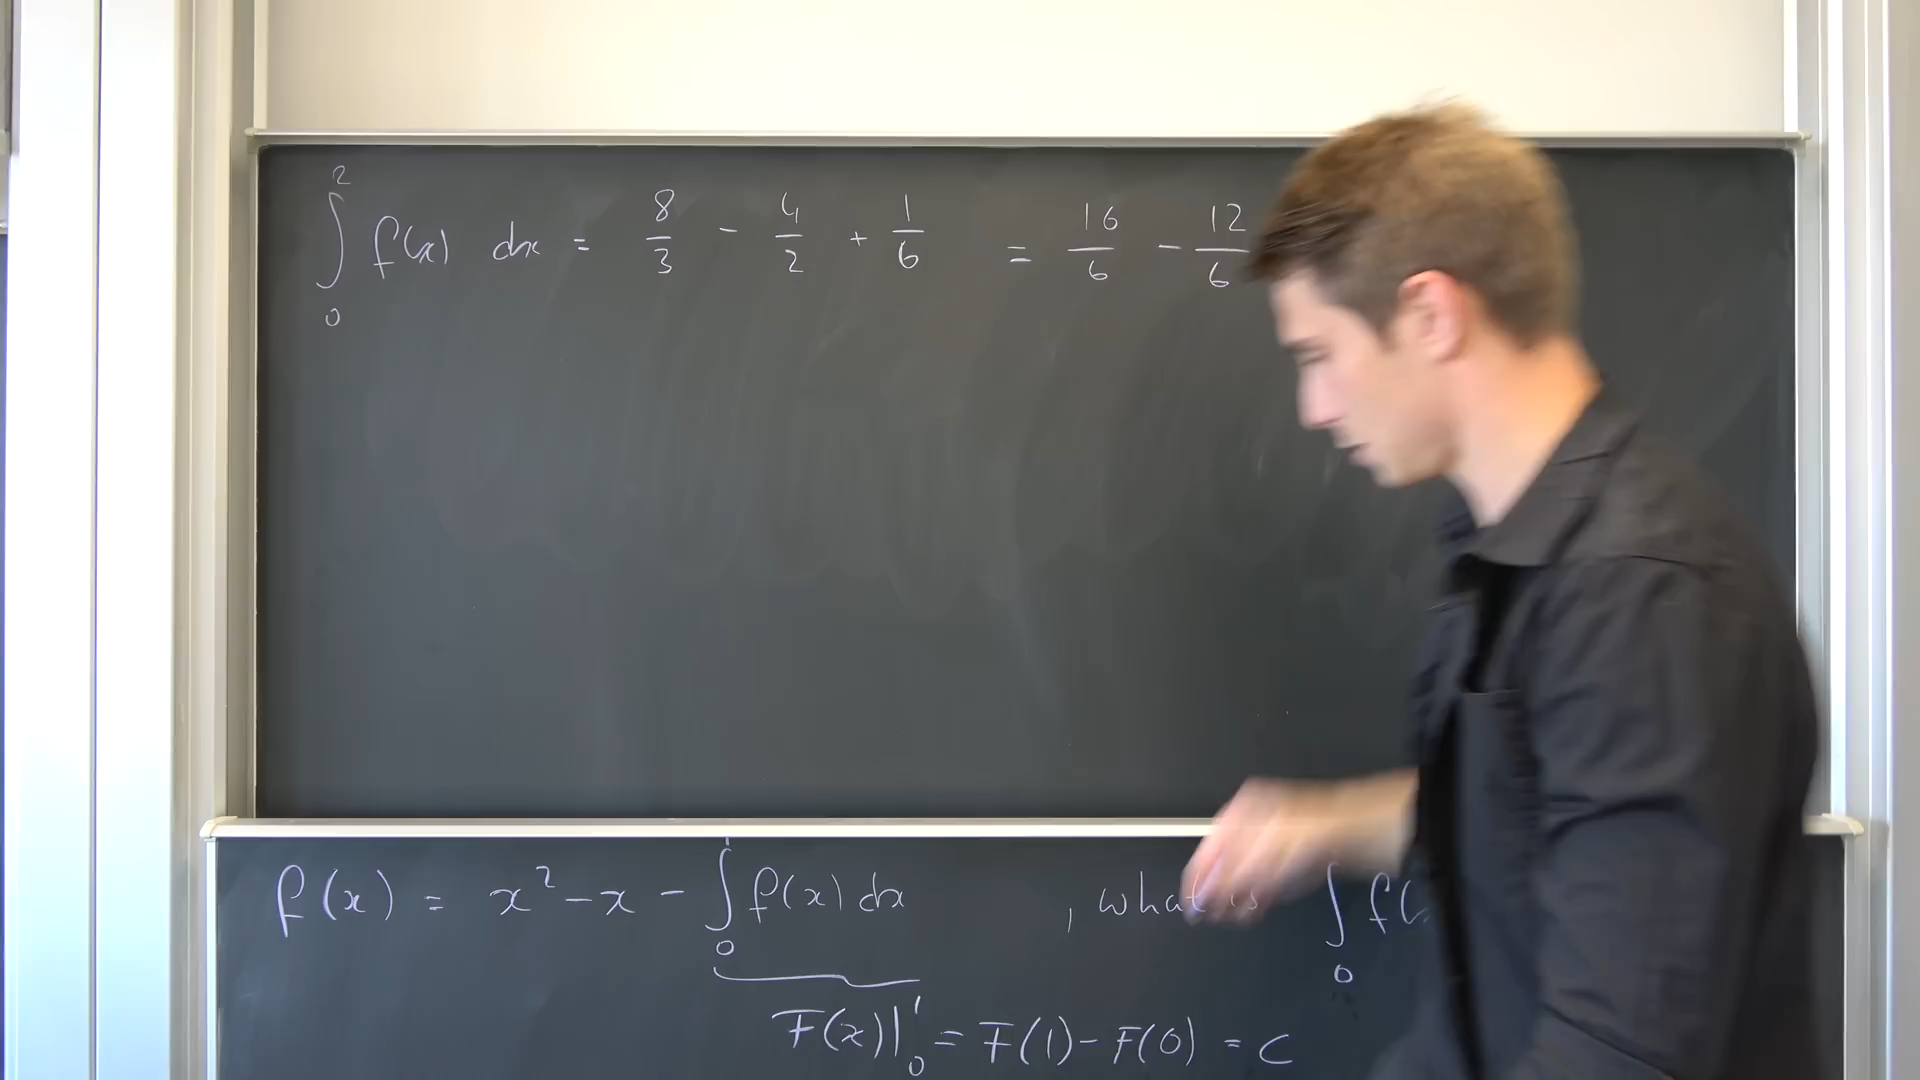 ∫₀² f(x) dx = 8/3 - 4/2 + 1/6 = 16/6 - 12/6
f(x) = x² - x - ∫₀¹ f(x) dx , what is ∫₀ f(
F(x)|₀¹ = F(1) - F(0) = C